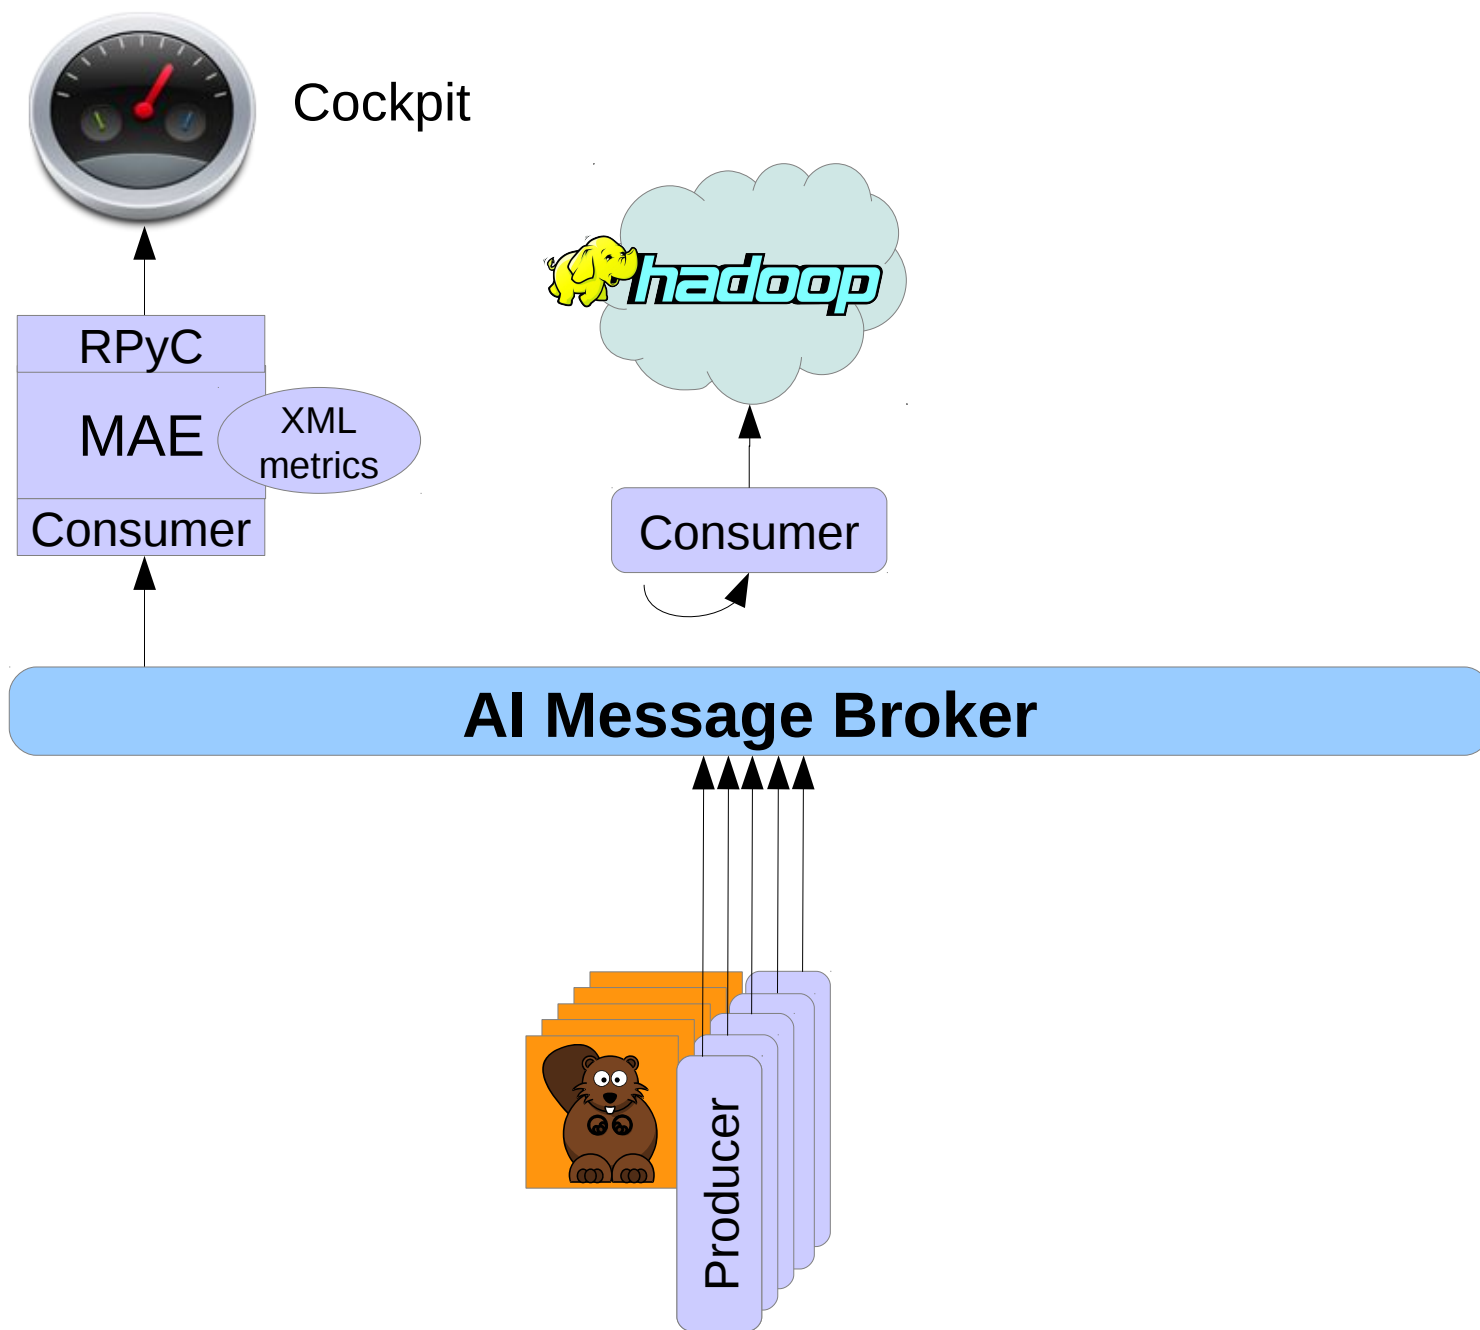 Cockpit
hadoop
RPyC
MAE
XML
metrics
Consumer
Consumer
AI Message Broker
Producer